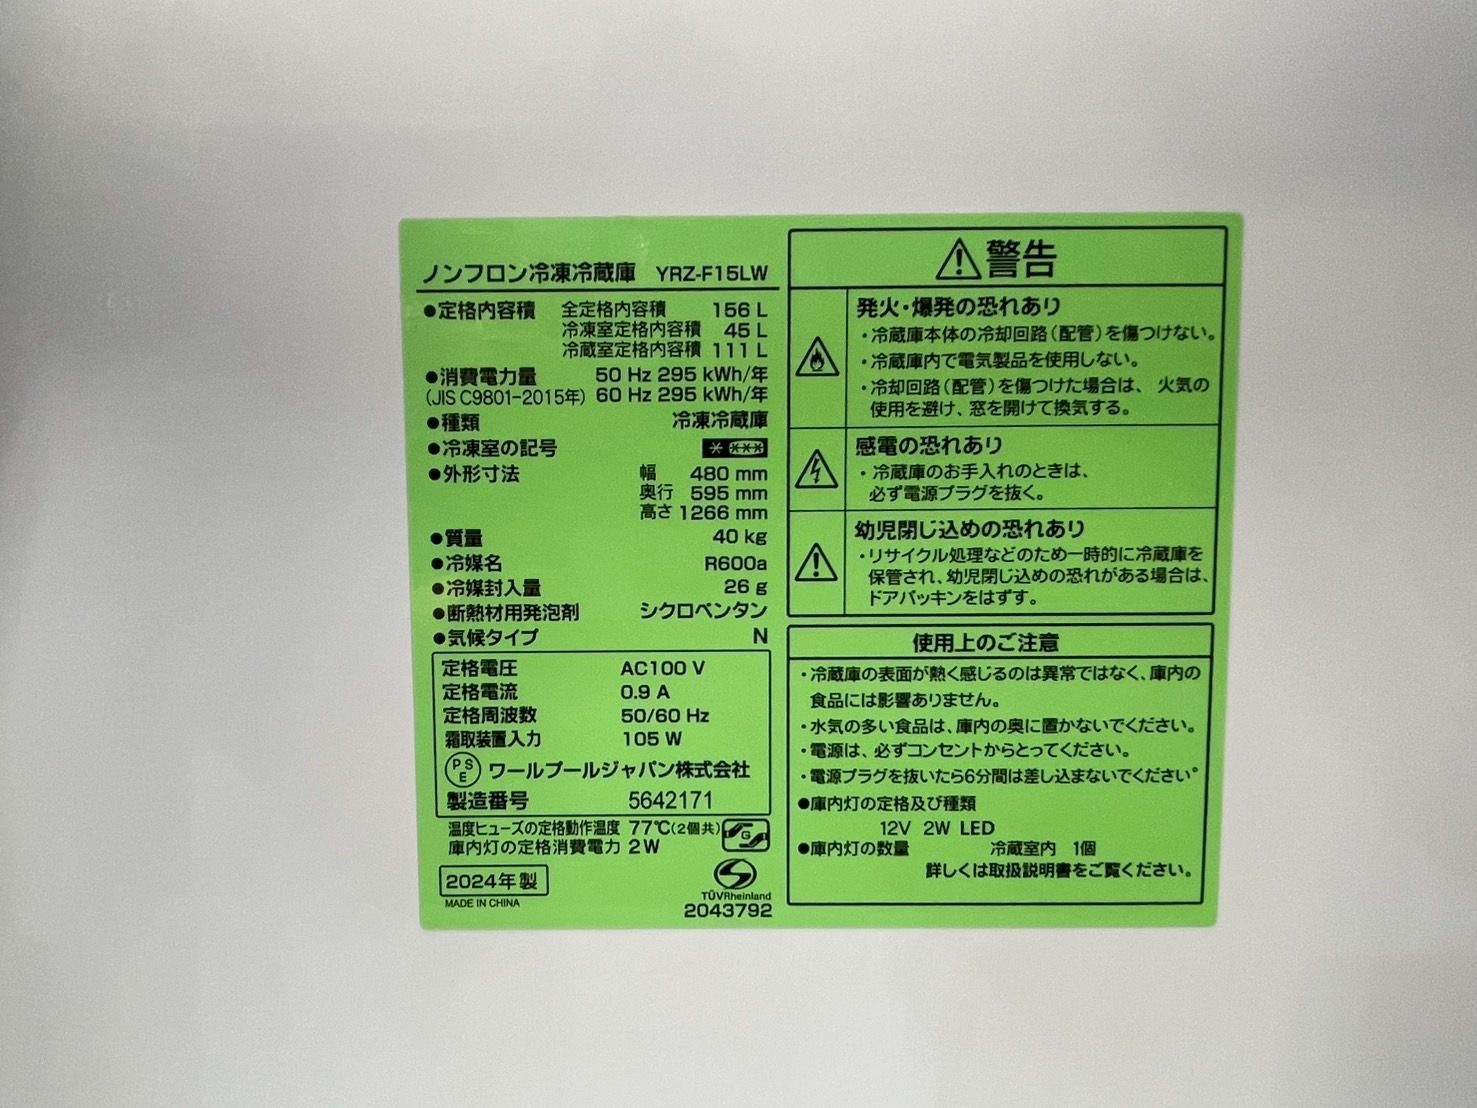 ノンフロン冷凍冷蔵庫 YRZ-F15LW
●定格内容積 全定格内容積 156 L
冷凍室定格内容積 45 L
冷蔵室定格内容積 111 L
●消費電力量 50 Hz 295 kWh/年
(JIS C9801-2015年) 60 Hz 295 kWh/年
●種類 冷凍冷蔵庫
●冷凍室の記号
●外形寸法 幅 480 mm
奥行 595 mm
高さ 1266 mm
●質量 40 kg
●冷媒名 R600a
●冷媒封入量 26 g
●断熱材用発泡剤 シクロペンタン
●気候タイプ N
定格電圧 AC100 V
定格電流 0.9 A
定格周波数 50/60 Hz
霜取装置入力 105 W
PSE ワールプールジャパン株式会社
製造番号 5642171
温度ヒューズの定格動作温度 77℃(2個共)
G
庫内灯の定格消費電力 2W
2024年製
MADE IN CHINA
TÜVRheinland
2043792
警告
発火・爆発の恐れあり
・冷蔵庫本体の冷却回路(配管)を傷つけない。
・冷蔵庫内で電気製品を使用しない。
・冷却回路(配管)を傷つけた場合は、火気の
使用を避け、窓を開けて換気する。
感電の恐れあり
・冷蔵庫のお手入れのときは、
必ず電源プラグを抜く。
幼児閉じ込めの恐れあり
・リサイクル処理などのため一時的に冷蔵庫を
保管され、幼児閉じ込めの恐れがある場合は、
ドアパッキンをはずす。
使用上のご注意
・冷蔵庫の表面が熱く感じるのは異常ではなく、庫内の
食品には影響ありません。
・水気の多い食品は、庫内の奥に置かないでください。
・電源は、必ずコンセントからとってください。
・電源プラグを抜いたら6分間は差し込まないでください。
●庫内灯の定格及び種類
12V 2W LED
●庫内灯の数量 冷蔵室内 1個
詳しくは取扱説明書をご覧ください。